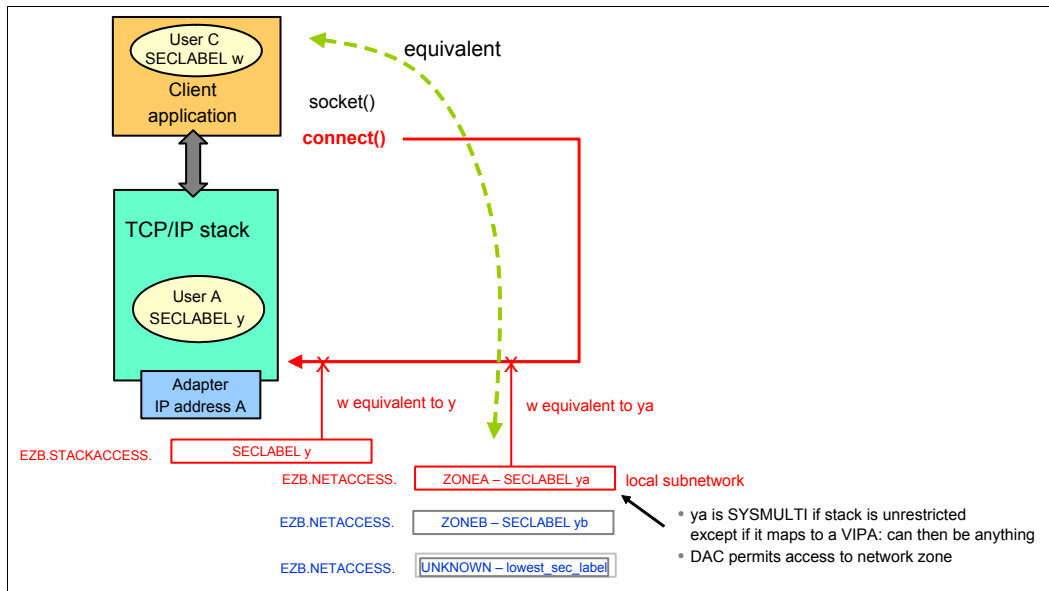 User C
SECLABEL w
Client
application
equivalent
socket()
connect()
TCP/IP stack
User A
SECLABEL y
Adapter
IP address A
w equivalent to y
w equivalent to ya
EZB.STACKACCESS.
SECLABEL y
EZB.NETACCESS.
ZONEA – SECLABEL ya
local subnetwork
EZB.NETACCESS.
ZONEB – SECLABEL yb
EZB.NETACCESS.
UNKNOWN – lowest_sec_label
• ya is SYSMULTI if stack is unrestricted
except if it maps to a VIPA: can then be anything
• DAC permits access to network zone